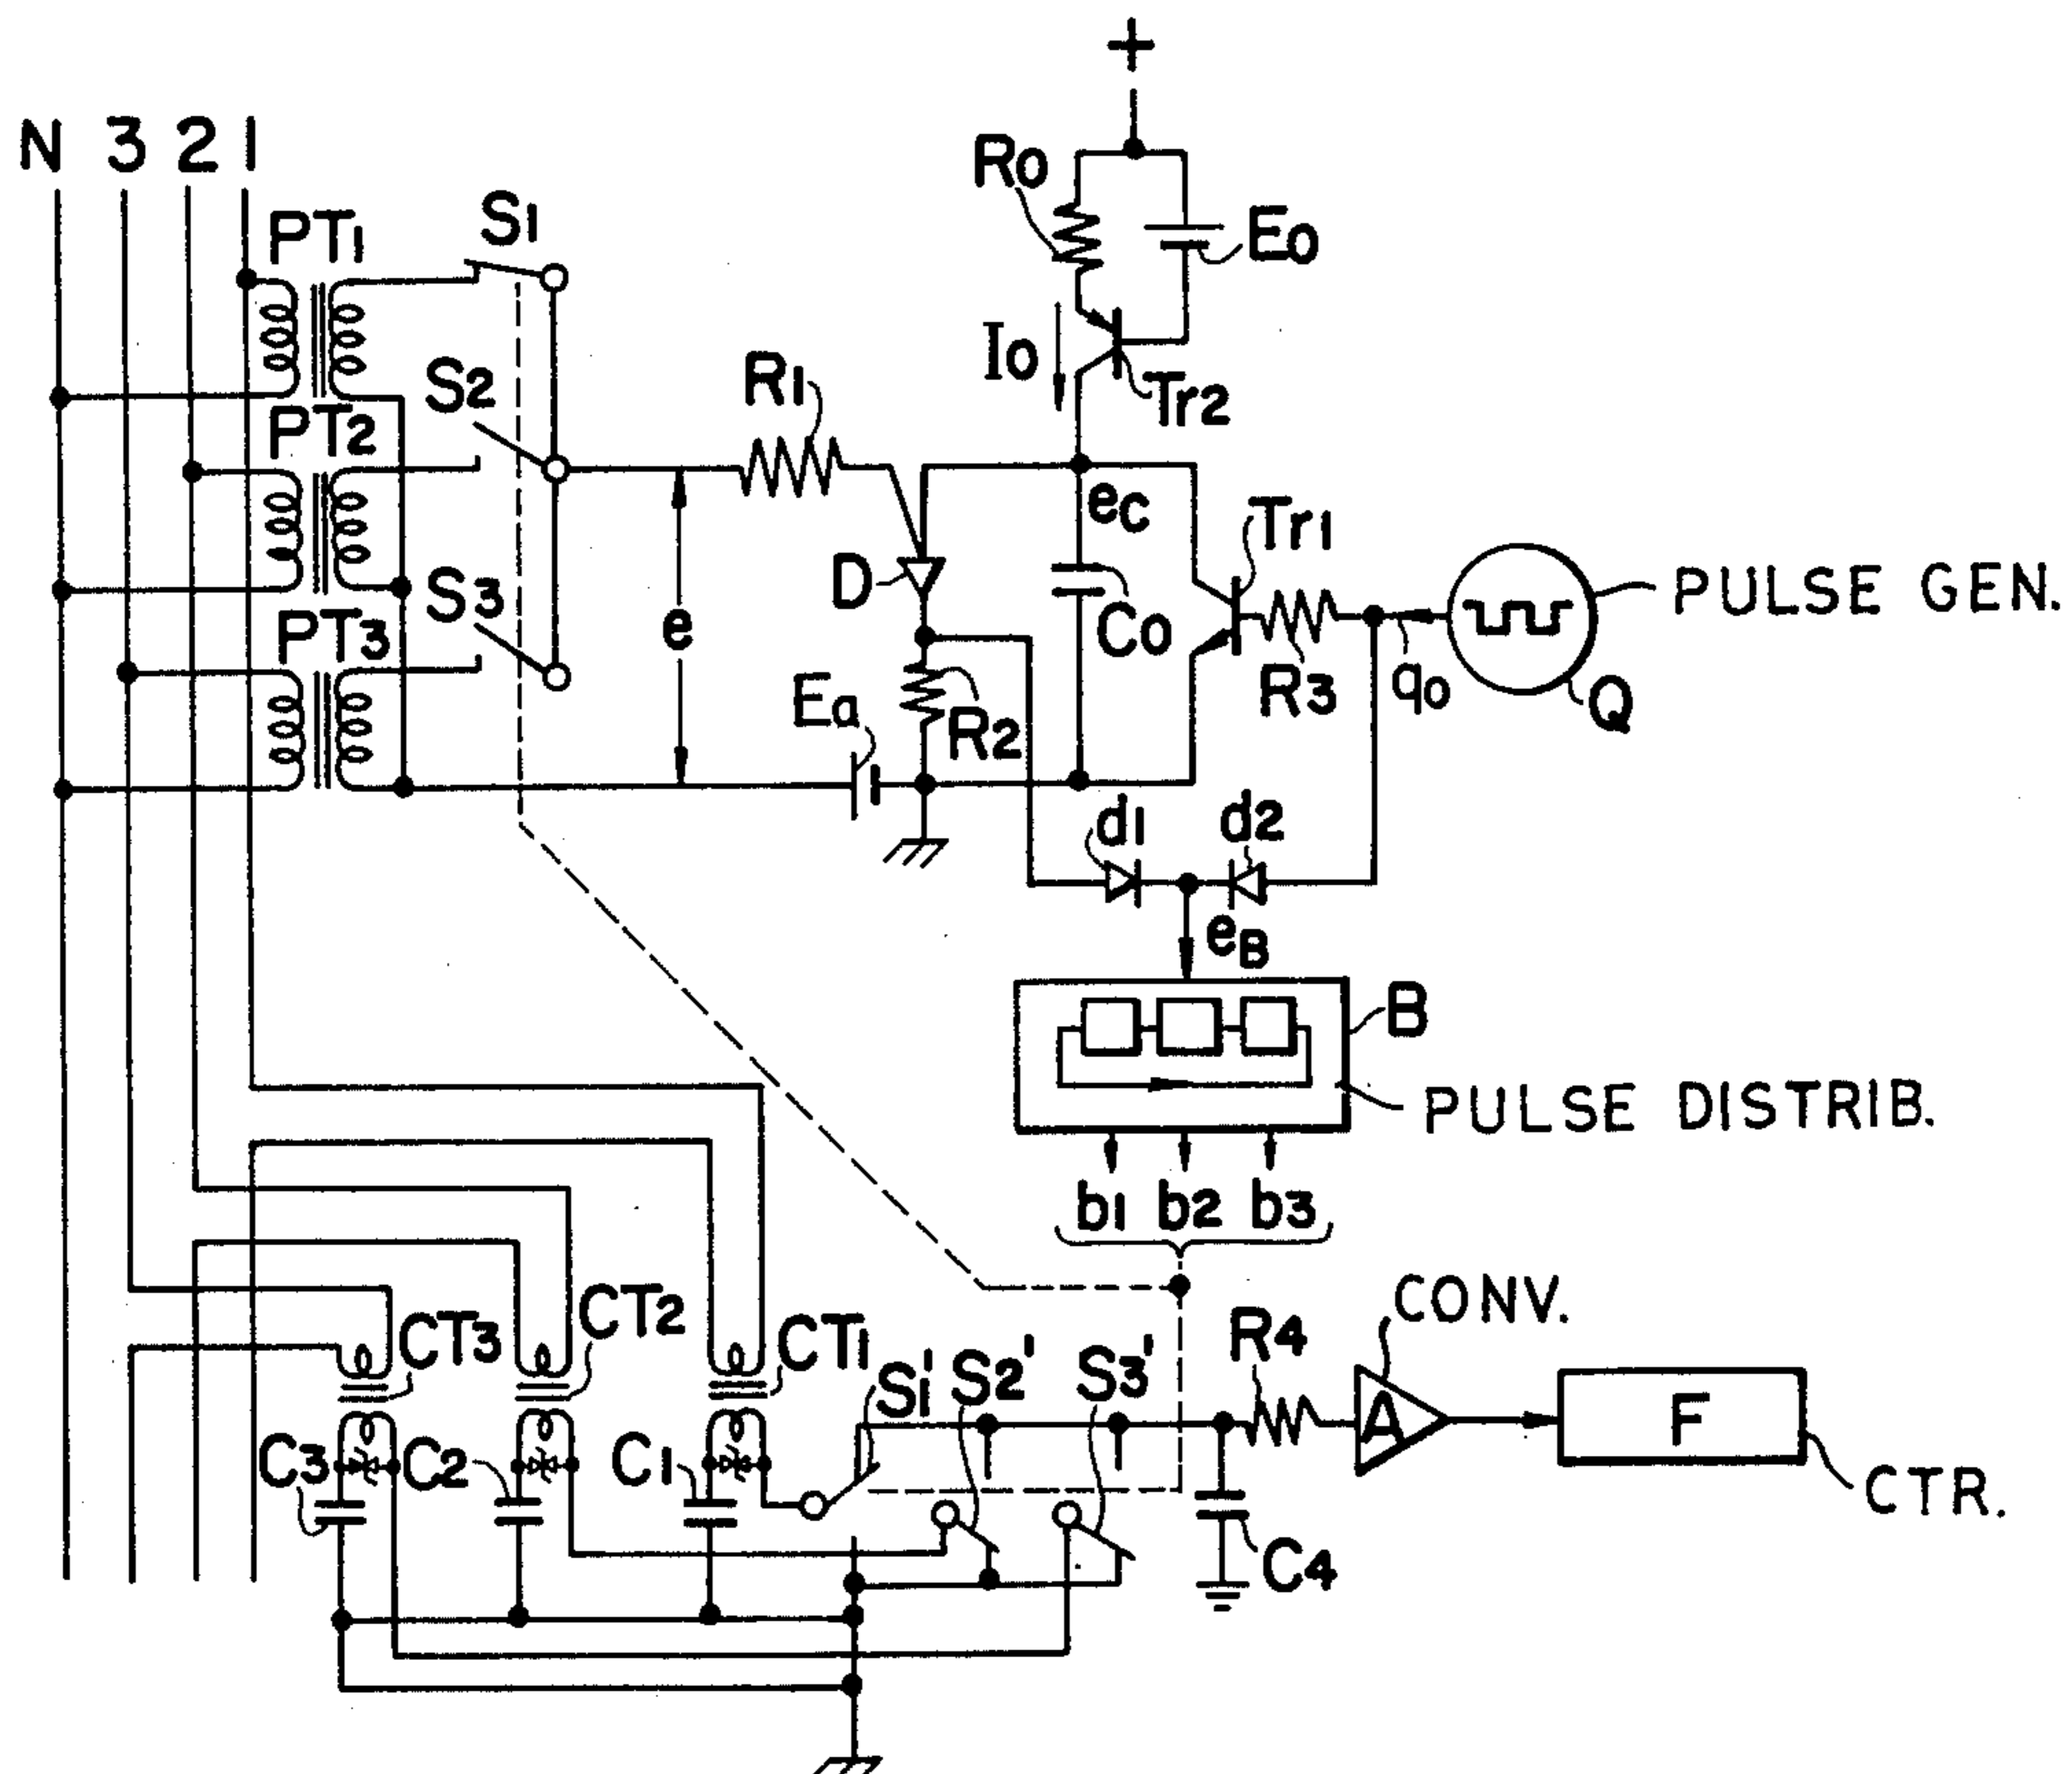 +
N 3 2 1
R0
E0
I0
Tr2
PT1
S1
PT2
S2
PT3
S3
R1
e
D
ec
C0
Tr1
R3
q0
PULSE GEN.
Q
Ea
R2
d1
d2
eB
B
PULSE DISTRIB.
b1 b2 b3
CT3
CT2
CT1
S1'
S2'
S3'
R4
CONV.
A
F
CTR.
C3
C2
C1
C4